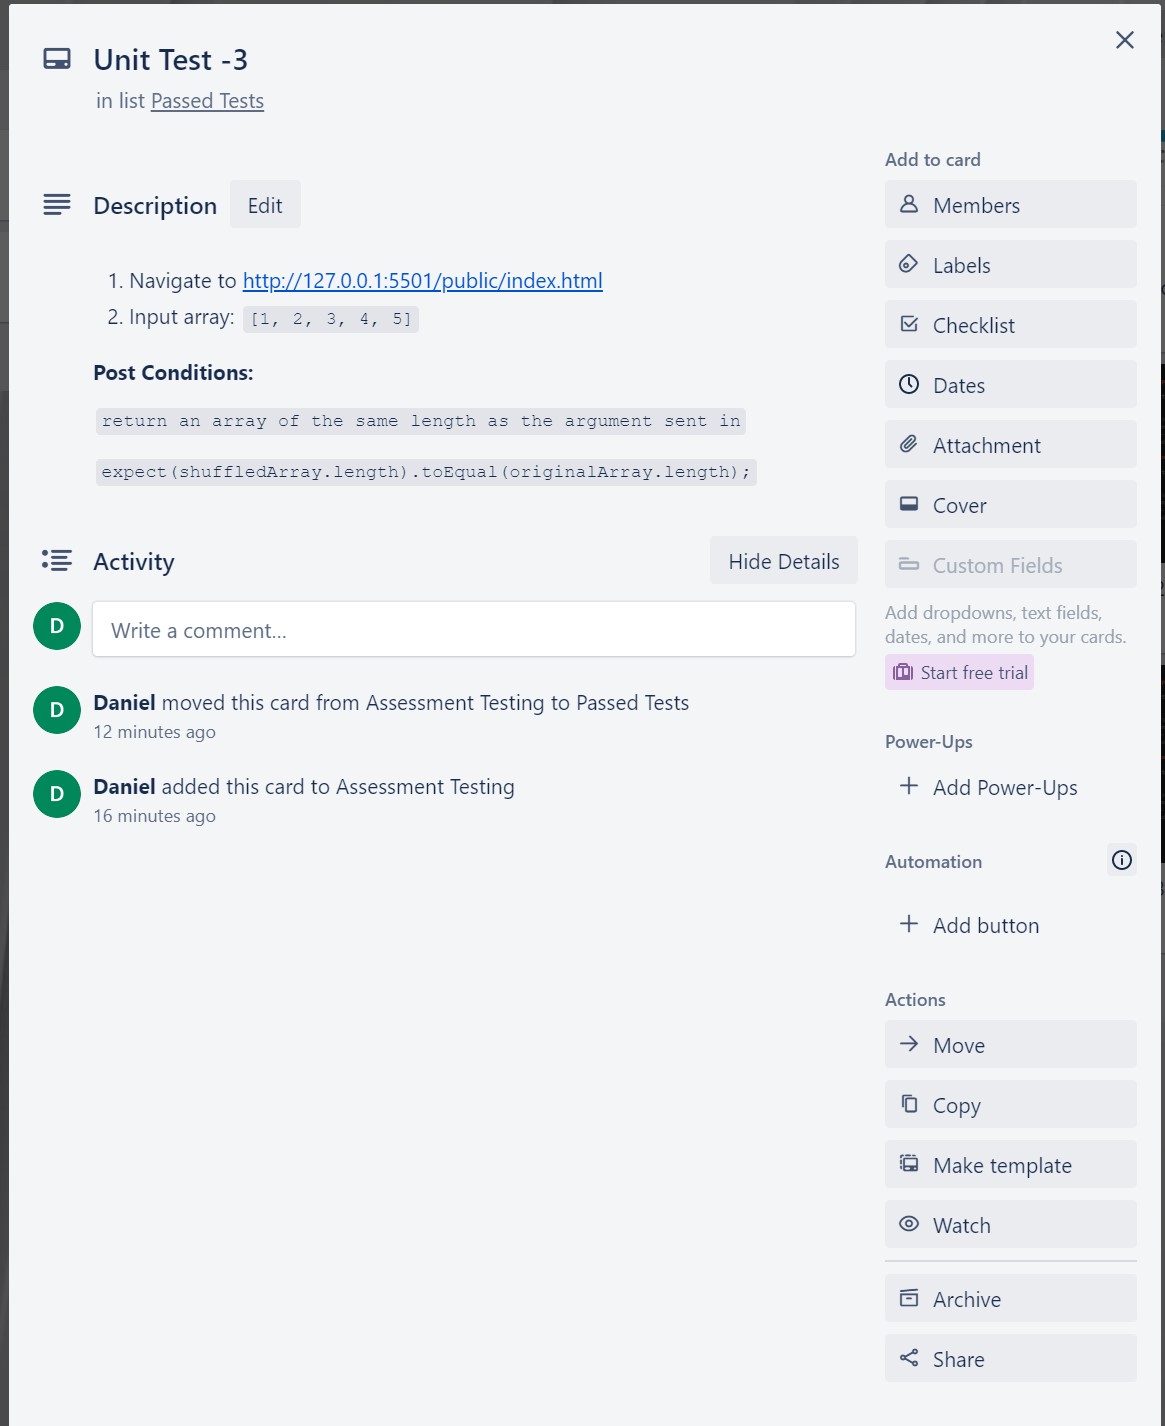 Unit Test -3
in list Passed Tests
Description
Edit
1. Navigate to http://127.0.0.1:5501/public/index.html
2. Input array: [1, 2, 3, 4, 5]
Post Conditions:
return an array of the same length as the argument sent in
expect(shuffledArray.length).toEqual(originalArray.length);
Activity
Hide Details
D
Write a comment...
D
Daniel moved this card from Assessment Testing to Passed Tests
12 minutes ago
D
Daniel added this card to Assessment Testing
16 minutes ago
Add to card
Members
Labels
Checklist
Dates
Attachment
Cover
Custom Fields
Add dropdowns, text fields,
dates, and more to your cards.
Start free trial
Power-Ups
+ Add Power-Ups
Automation
+ Add button
Actions
Move
Copy
Make template
Watch
Archive
Share